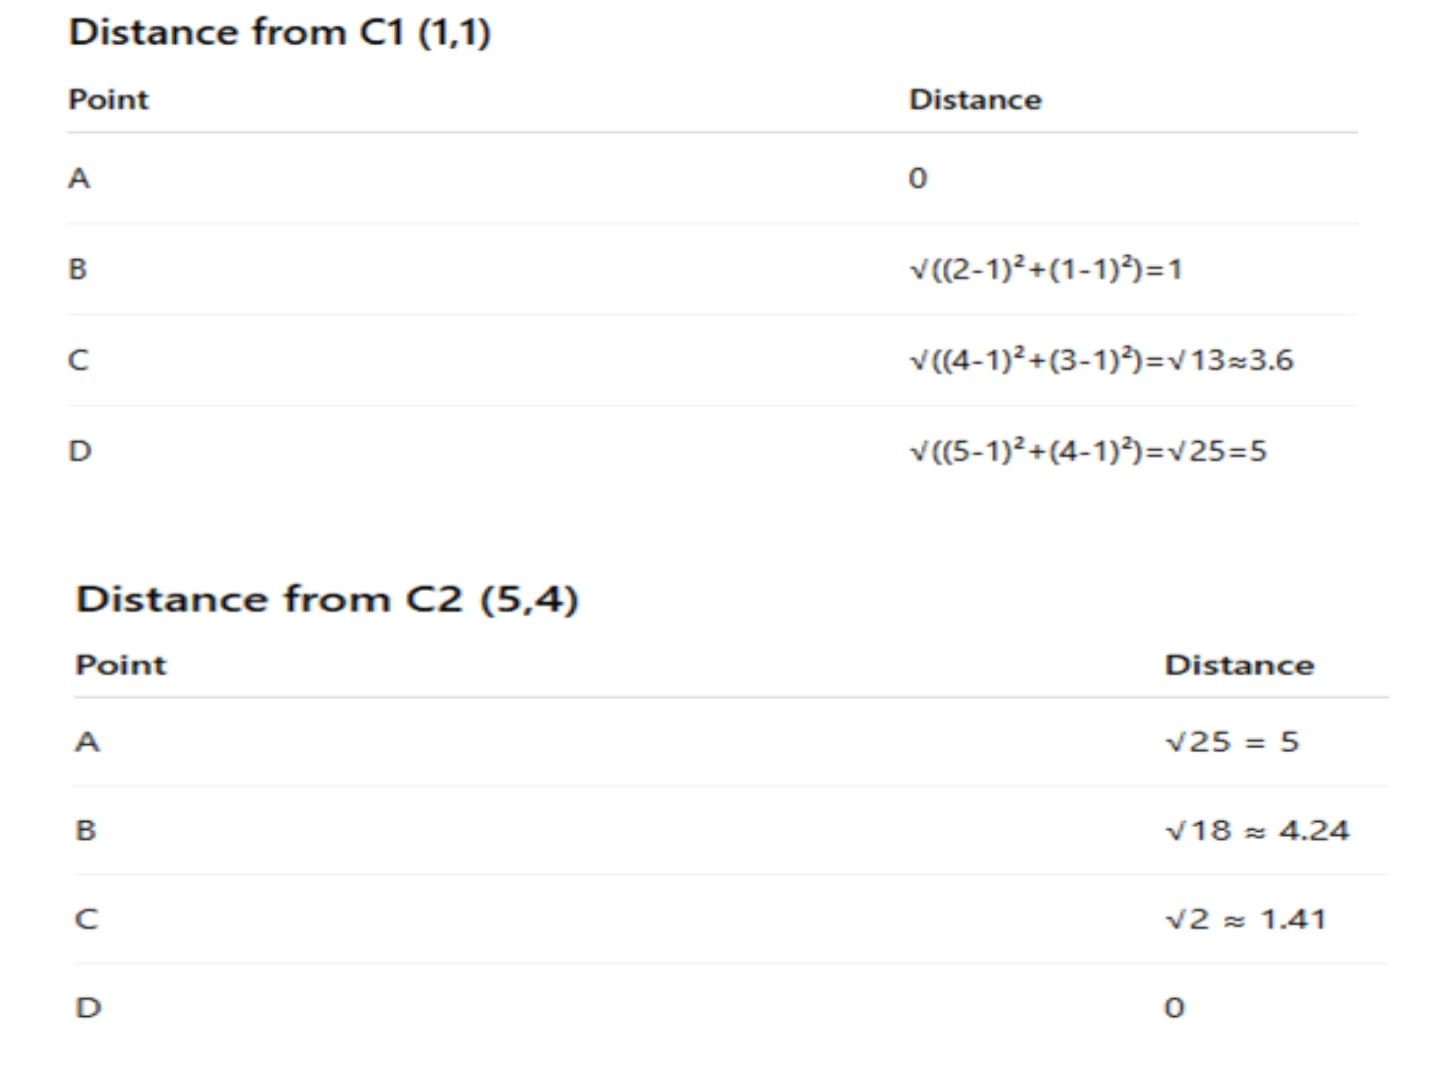 Distance from C1 (1,1)
Point Distance
A 0
B √((2-1)²+(1-1)²)=1
C √((4-1)²+(3-1)²)=√13≈3.6
D √((5-1)²+(4-1)²)=√25=5
Distance from C2 (5,4)
Point Distance
A √25 = 5
B √18 ≈ 4.24
C √2 ≈ 1.41
D 0